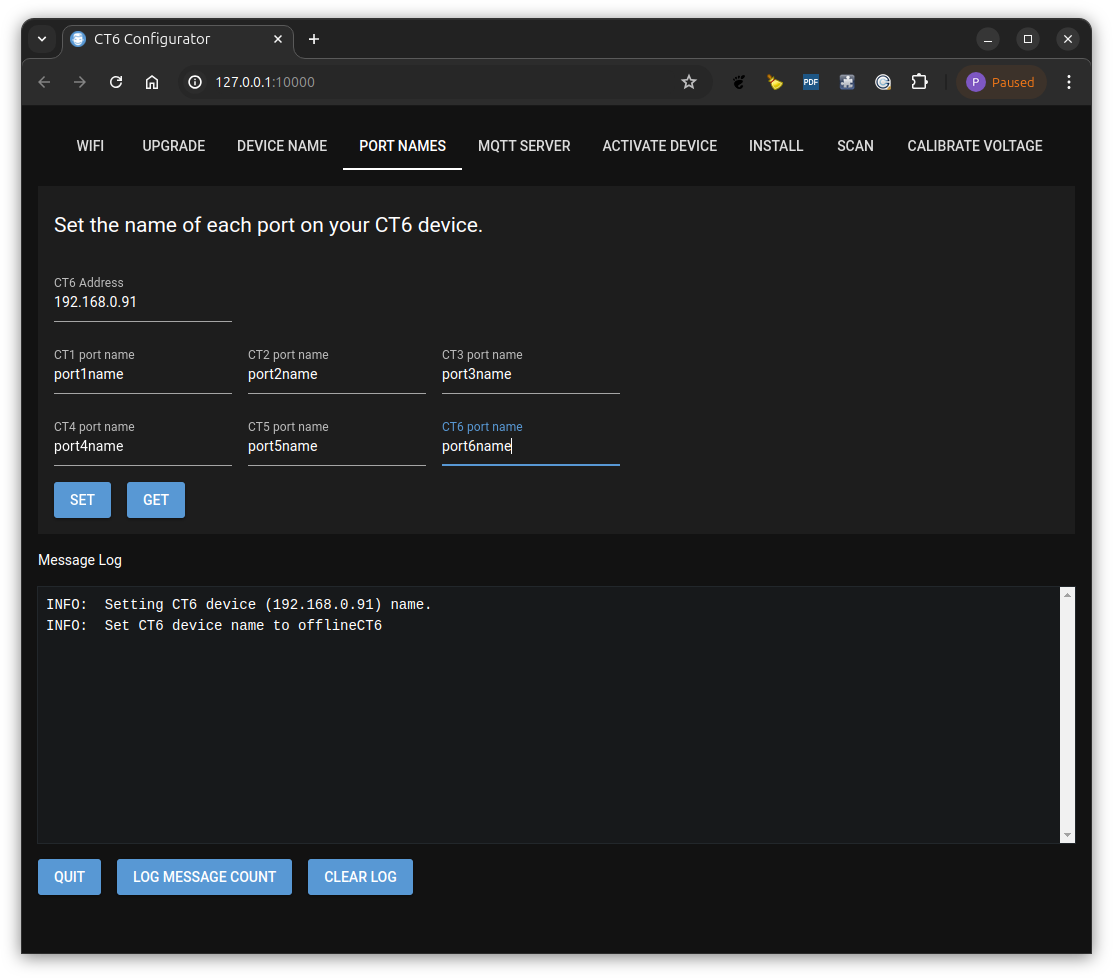 CT6 Configurator
127.0.0.1:10000
PDF
P Paused
WIFI UPGRADE DEVICE NAME PORT NAMES MQTT SERVER ACTIVATE DEVICE INSTALL SCAN CALIBRATE VOLTAGE
Set the name of each port on your CT6 device.
CT6 Address
192.168.0.91
CT1 port name CT2 port name CT3 port name
port1name port2name port3name
CT4 port name CT5 port name CT6 port name
port4name port5name port6name
SET GET
Message Log
INFO: Setting CT6 device (192.168.0.91) name.
INFO: Set CT6 device name to offlineCT6
QUIT LOG MESSAGE COUNT CLEAR LOG